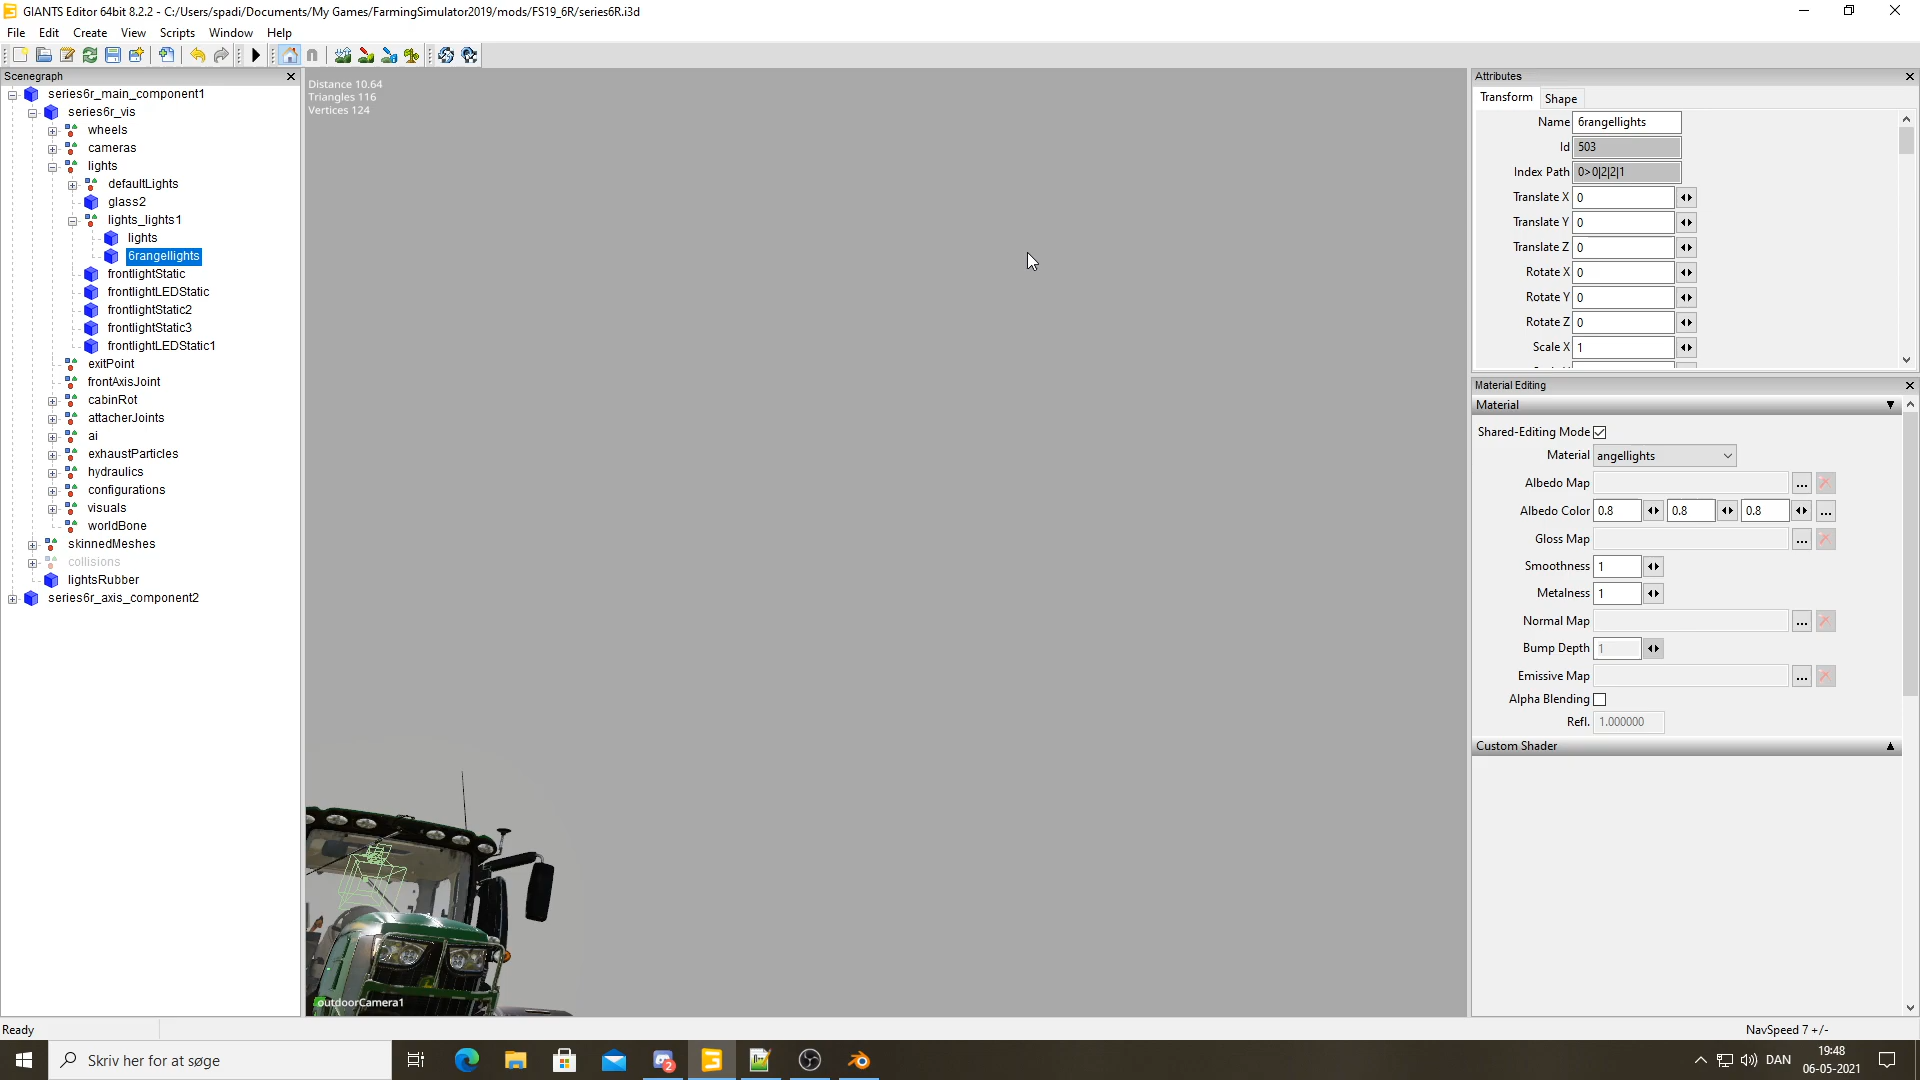 GIANTS Editor 64bit 8.2.2 - C:/Users/spadi/Documents/My Games/FarmingSimulator2019/mods/FS19_6R/series6R.i3d
File Edit Create View Scripts Window Help
Scenegraph
series6r_main_component1
series6r_vis
wheels
cameras
lights
defaultLights
glass2
lights_lights1
lights
6rangellights
frontlightStatic
frontlightLEDStatic
frontlightStatic2
frontlightStatic3
frontlightLEDStatic1
exitPoint
frontAxisJoint
cabinRot
attacherJoints
ai
exhaustParticles
hydraulics
configurations
visuals
worldBone
skinnedMeshes
collisions
lightsRubber
series6r_axis_component2
Distance 10.64
Triangles 116
Vertices 124
outdoorCamera1
Attributes
Transform Shape
Name 6rangellights
Id 503
Index Path 0>0|2|2|1
Translate X 0
Translate Y 0
Translate Z 0
Rotate X 0
Rotate Y 0
Rotate Z 0
Scale X 1
Material Editing
Material
Shared-Editing Mode
Material angellights
Albedo Map ...
Albedo Color 0.8 0.8 0.8 ...
Gloss Map ...
Smoothness 1
Metalness 1
Normal Map ...
Bump Depth 1
Emissive Map ...
Alpha Blending
Refl. 1.000000
Custom Shader
Ready
NavSpeed 7 +/-
Skriv her for at søge
2
DAN
19:48
06-05-2021